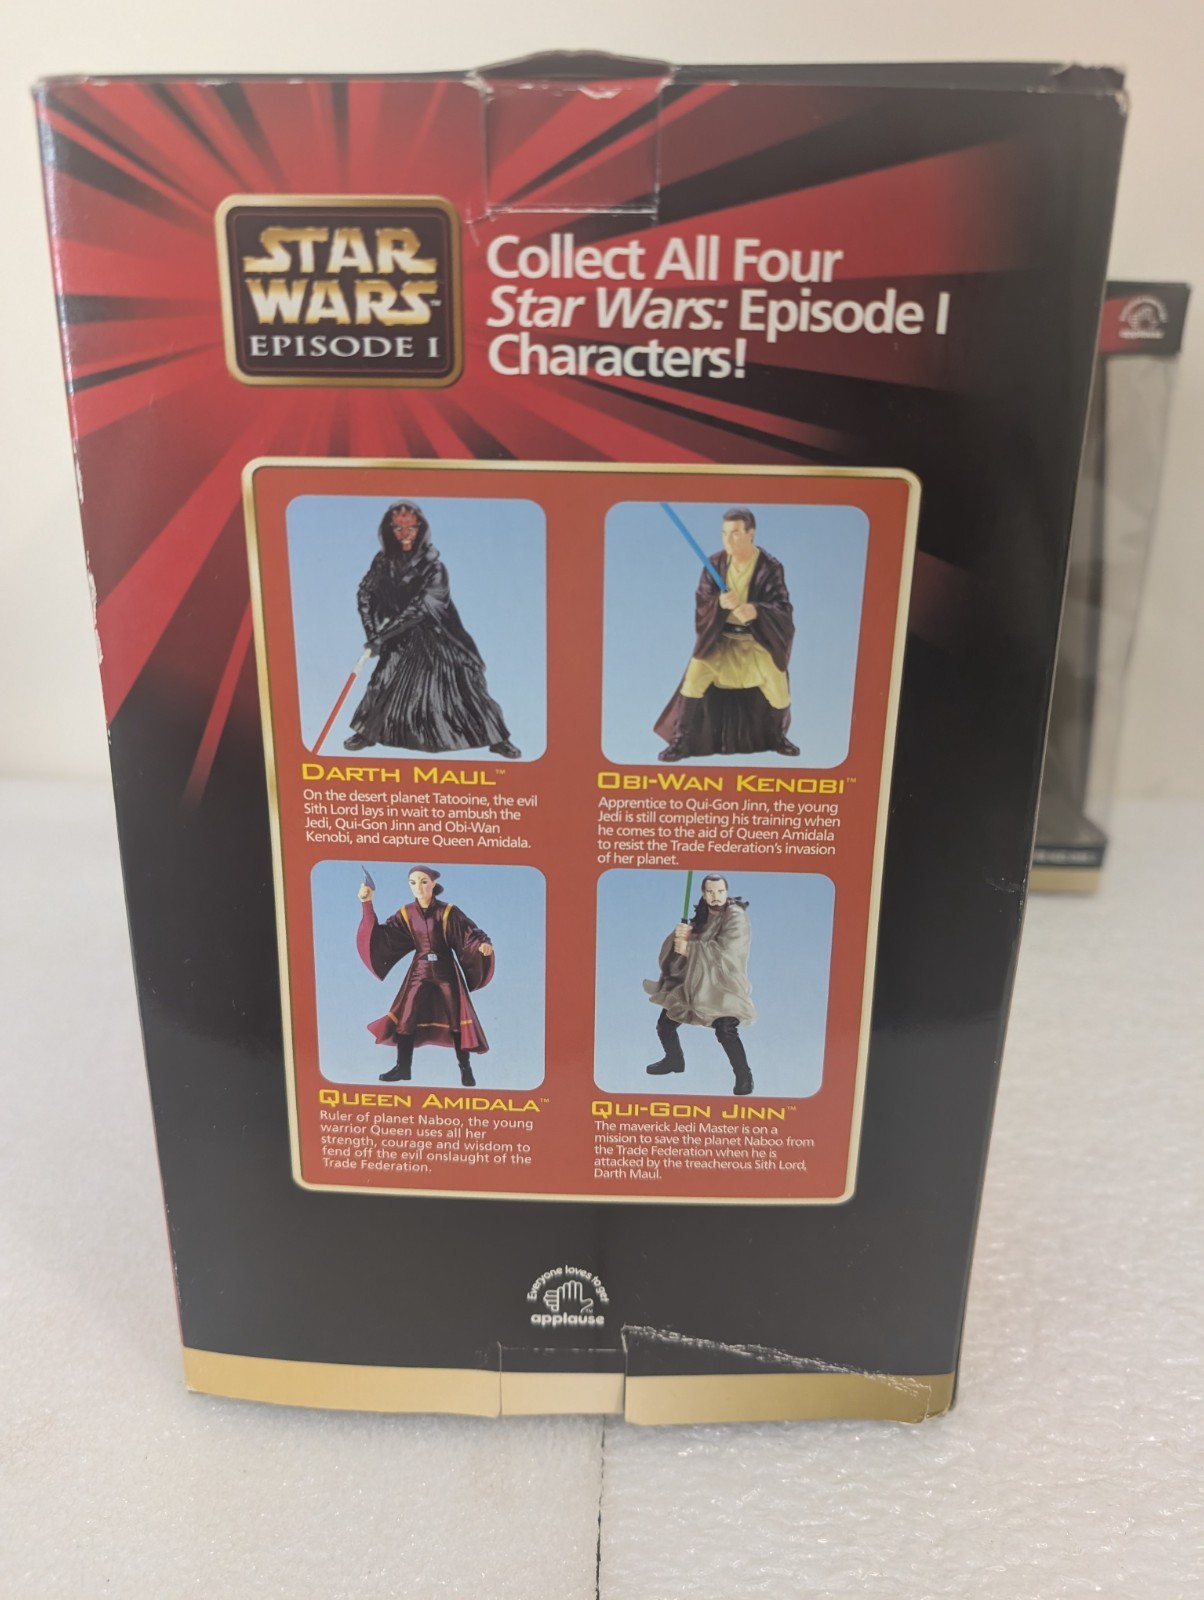 STAR
WARS™
EPISODE I
Collect All Four
Star Wars: Episode I
Characters!
DARTH MAUL™
On the desert planet Tatooine, the evil
Sith Lord lays in wait to ambush the
Jedi, Qui-Gon Jinn and Obi-Wan
Kenobi, and capture Queen Amidala.
OBI-WAN KENOBI™
Apprentice to Qui-Gon Jinn, the young
Jedi is still completing his training when
he comes to the aid of Queen Amidala
to resist the Trade Federation's invasion
of her planet.
QUEEN AMIDALA™
Ruler of planet Naboo, the young
warrior Queen uses all her
strength, courage and wisdom to
fend off the evil onslaught of the
Trade Federation.
QUI-GON JINN™
The maverick Jedi Master is on a
mission to save the planet Naboo from
the Trade Federation when he is
attacked by the treacherous Sith Lord,
Darth Maul.
Everyone loves to get
applause
applause